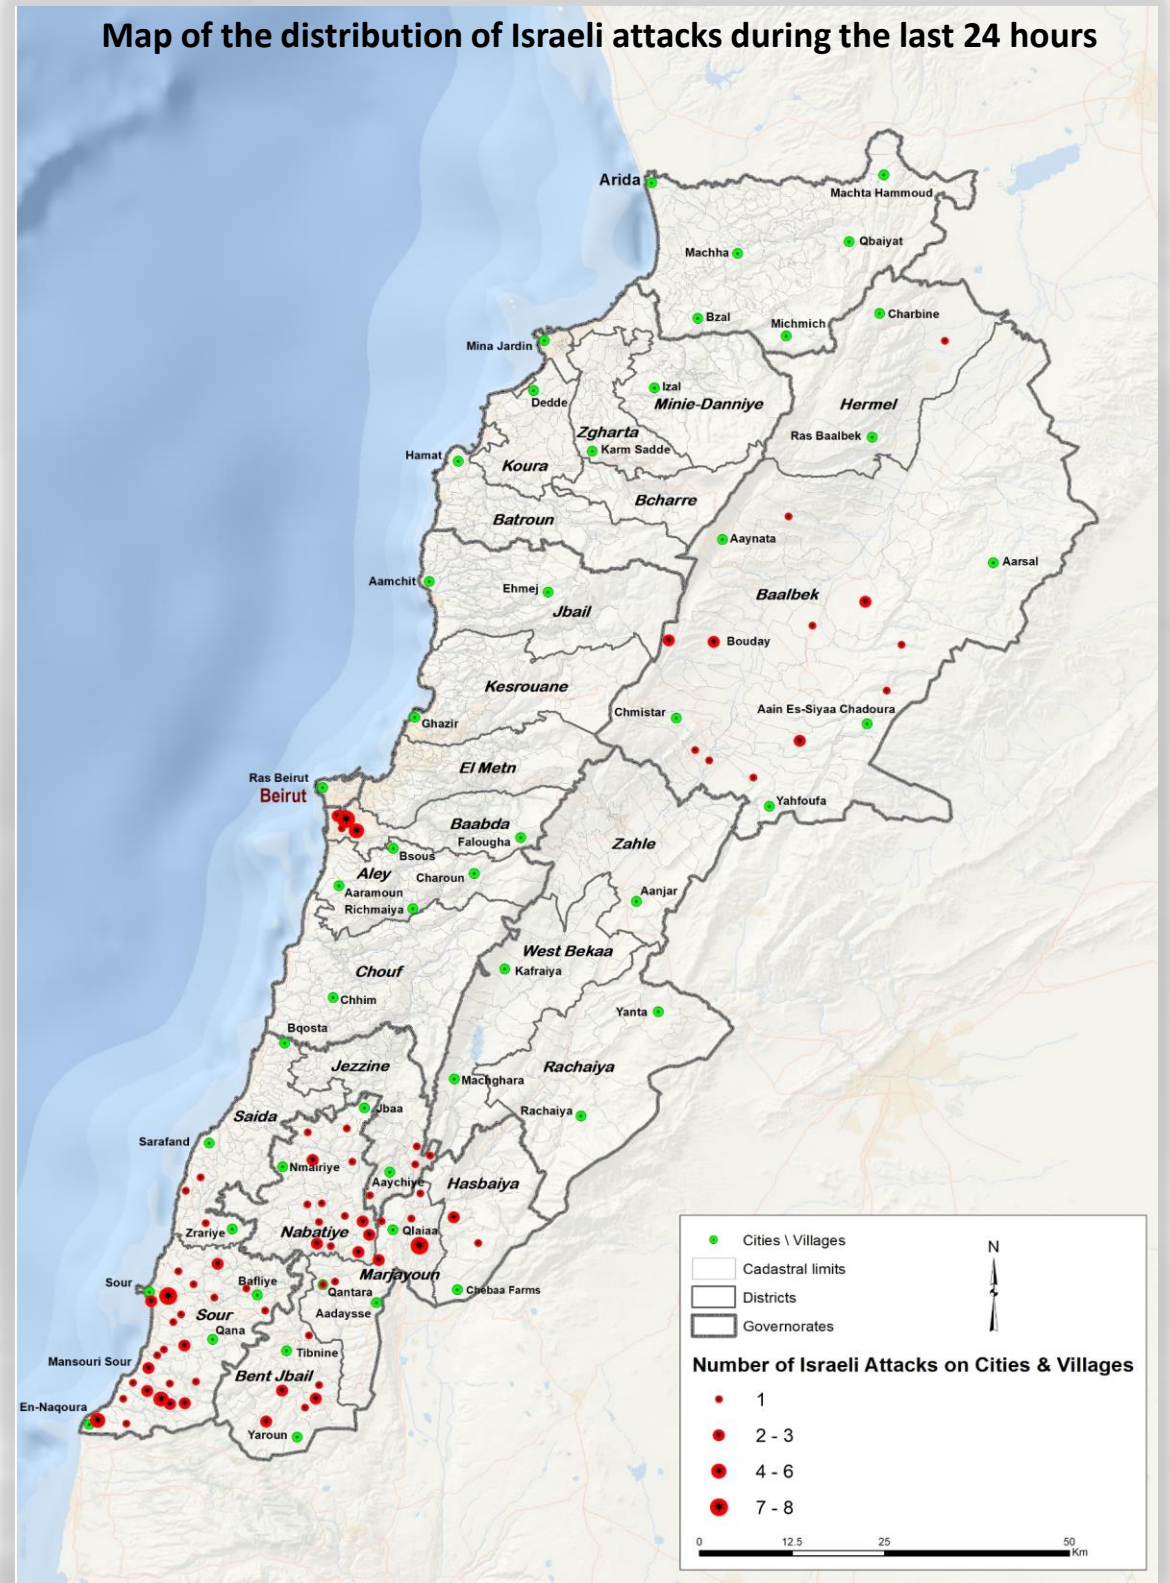 Map of the distribution of Israeli attacks during the last 24 hours
Arida
Machta Hammoud
Machha
Qbaiyat
Bzal
Michmich
Charbine
Mina Jardin
Izal
Dedde
Minie-Danniye
Hermel
Zgharta
Ras Baalbek
Karm Sadde
Hamat
Koura
Bcharre
Batroun
Aaynata
Aarsal
Aamchit
Ehmej
Baalbek
Jbail
Bouday
Kesrouane
Chmistar
Aain Es-Siyaa Chadoura
Ghazir
El Metn
Ras Beirut
Beirut
Yahfoufa
Baabda
Falougha
Zahle
Bsous
Aley
Charoun
Aaramoun
Richmaiya
Aanjar
West Bekaa
Kafraiya
Chouf
Chhim
Yanta
Bqosta
Jezzine
Rachaiya
Machghara
Jbaa
Rachaiya
Saida
Sarafand
Nmairiye
Aaychiye
Hasbaiya
Zrariye
Nabatiye
Qlaiaa
Marjayoun
Sour
Bafliye
Qantara
Chebaa Farms
Aadaysse
Sour
Qana
Tibnine
Mansouri Sour
Bent Jbail
En-Naqoura
Yaroun
Cities \ Villages
Cadastral limits
Districts
Governorates
N
Number of Israeli Attacks on Cities & Villages
1
2 - 3
4 - 6
7 - 8
0 12.5 25 50
Km